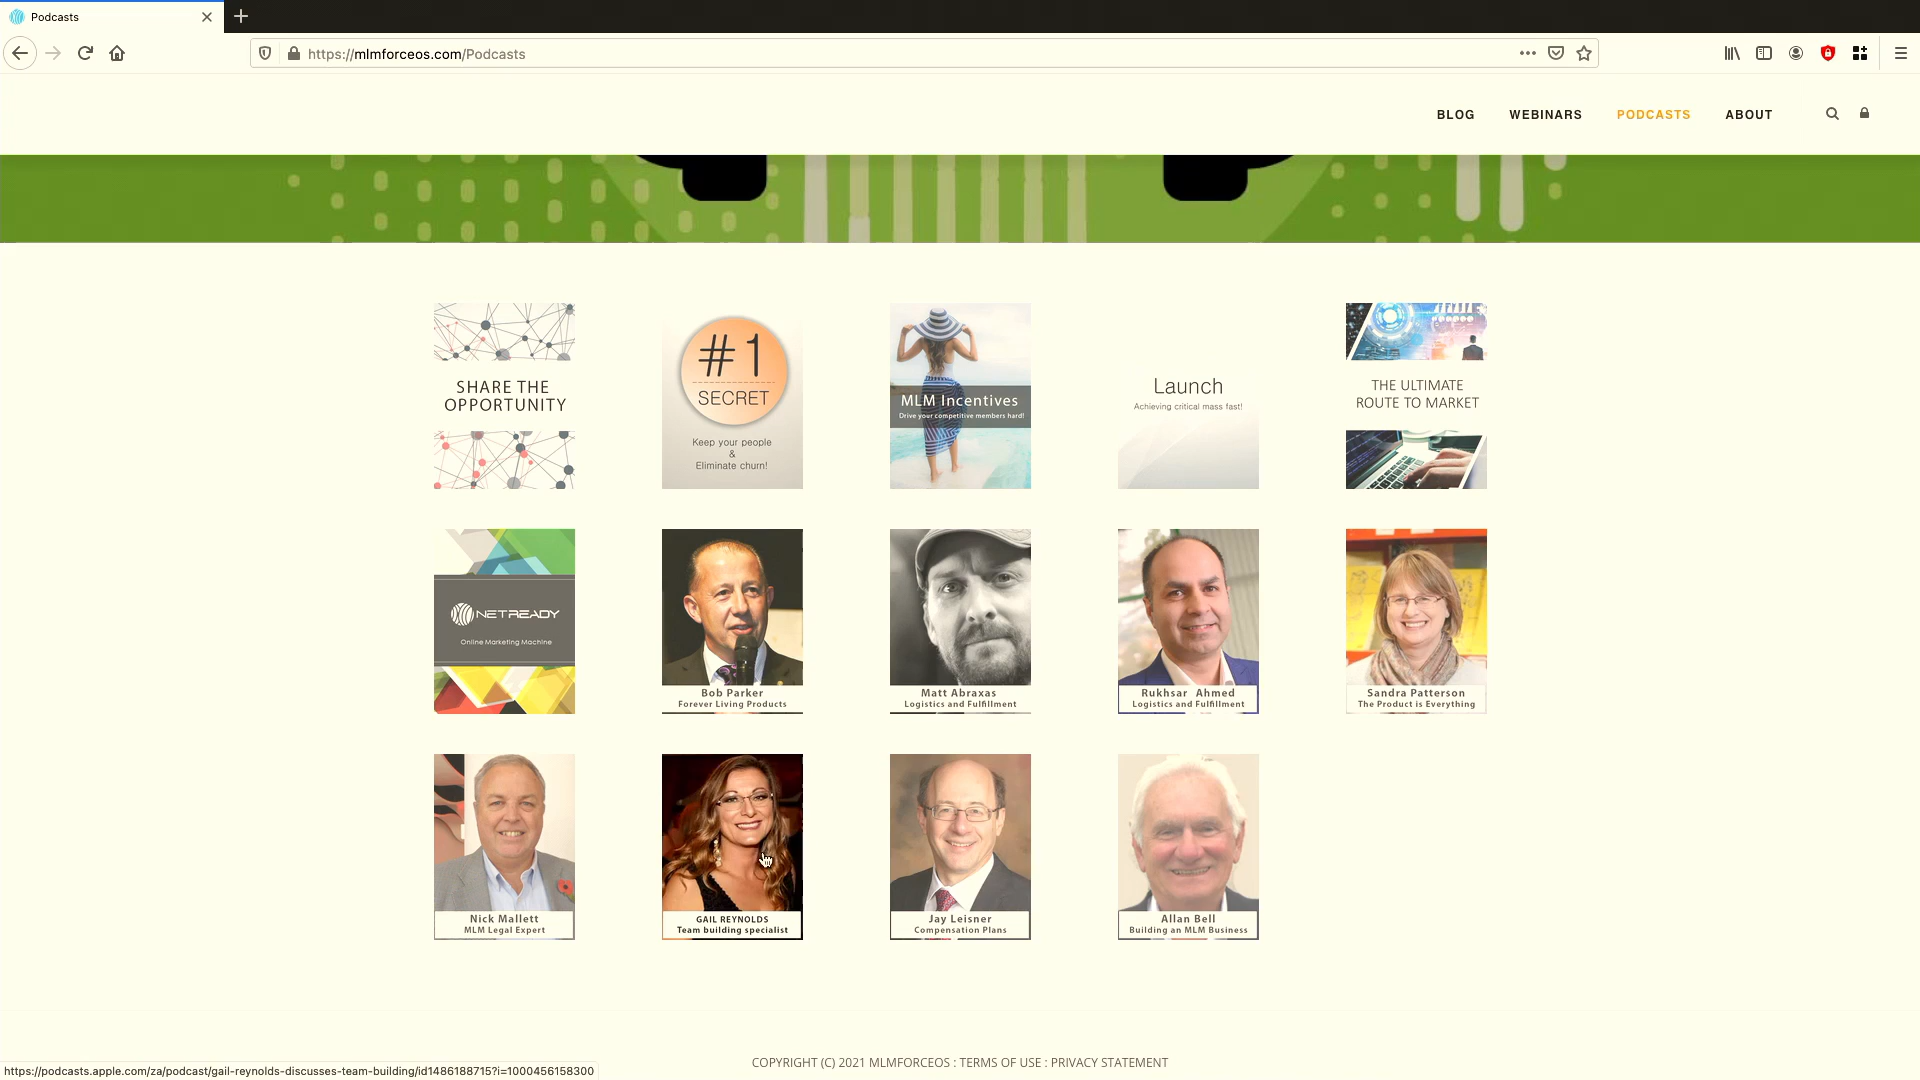 Podcasts
https://mlmforceos.com/Podcasts
BLOG WEBINARS PODCASTS ABOUT
SHARE THE
OPPORTUNITY
#1
SECRET
Keep your people
&
Eliminate churn!
MLM Incentives
Drive your competitive members hard!
Launch
Achieving critical mass fast!
THE ULTIMATE
ROUTE TO MARKET
NETREADY
Online Marketing Machine
Bob Parker
Forever Living Products
Matt Abraxas
Logistics and Fulfillment
Rukhsar Ahmed
Logistics and Fulfillment
Sandra Patterson
The Product is Everything
Nick Mallett
MLM Legal Expert
GAIL REYNOLDS
Team building specialist
Jay Leisner
Compensation Plans
Allan Bell
Building an MLM Business
COPYRIGHT (C) 2021 MLMFORCEOS : TERMS OF USE : PRIVACY STATEMENT
https://podcasts.apple.com/za/podcast/gail-reynolds-discusses-team-building/id1486188715?i=1000456158300